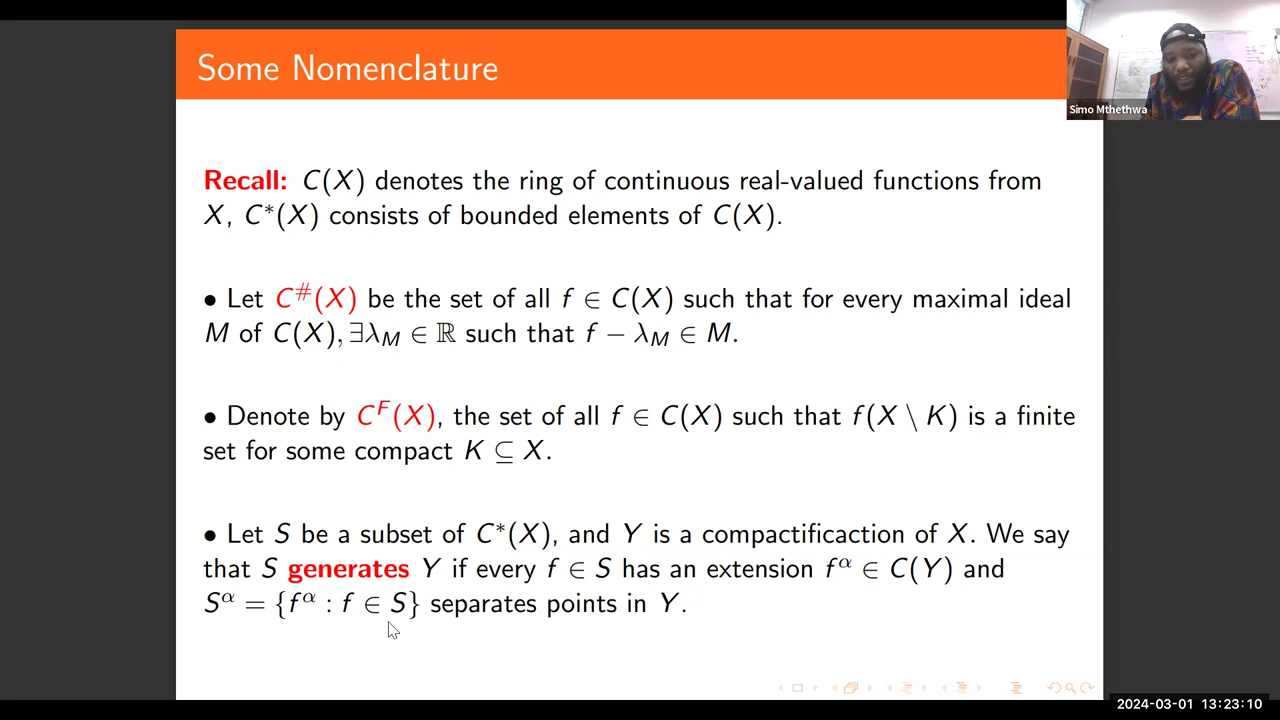 Some Nomenclature
Simo Mthethwa
Recall: C(X) denotes the ring of continuous real-valued functions from
X, C*(X) consists of bounded elements of C(X).
• Let C^#(X) be the set of all f ∈ C(X) such that for every maximal ideal
M of C(X), ∃λ_M ∈ ℝ such that f − λ_M ∈ M.
• Denote by C^F(X), the set of all f ∈ C(X) such that f(X \ K) is a finite
set for some compact K ⊆ X.
• Let S be a subset of C*(X), and Y is a compactificaction of X. We say
that S generates Y if every f ∈ S has an extension f^α ∈ C(Y) and
S^α = {f^α : f ∈ S} separates points in Y.
2024-03-01 13:23:10